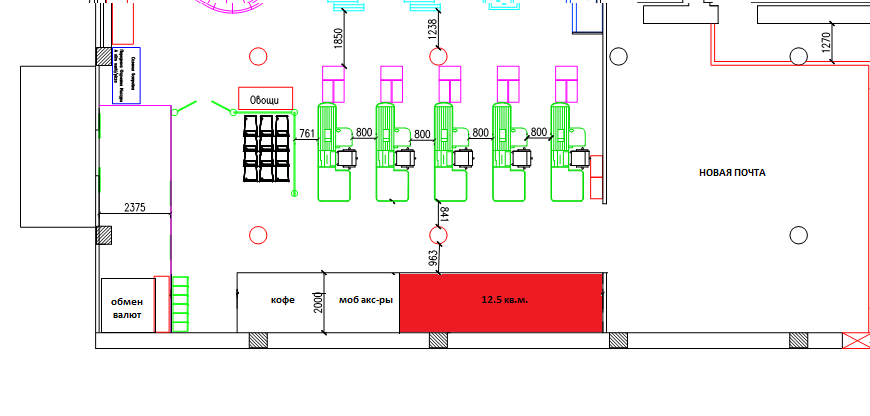 1850
1238
1270
Овощи
761
800
800
800
800
НОВАЯ ПОЧТА
2375
841
963
обмен
валют
кофе
2000
моб акс-ры
12.5 кв.м.